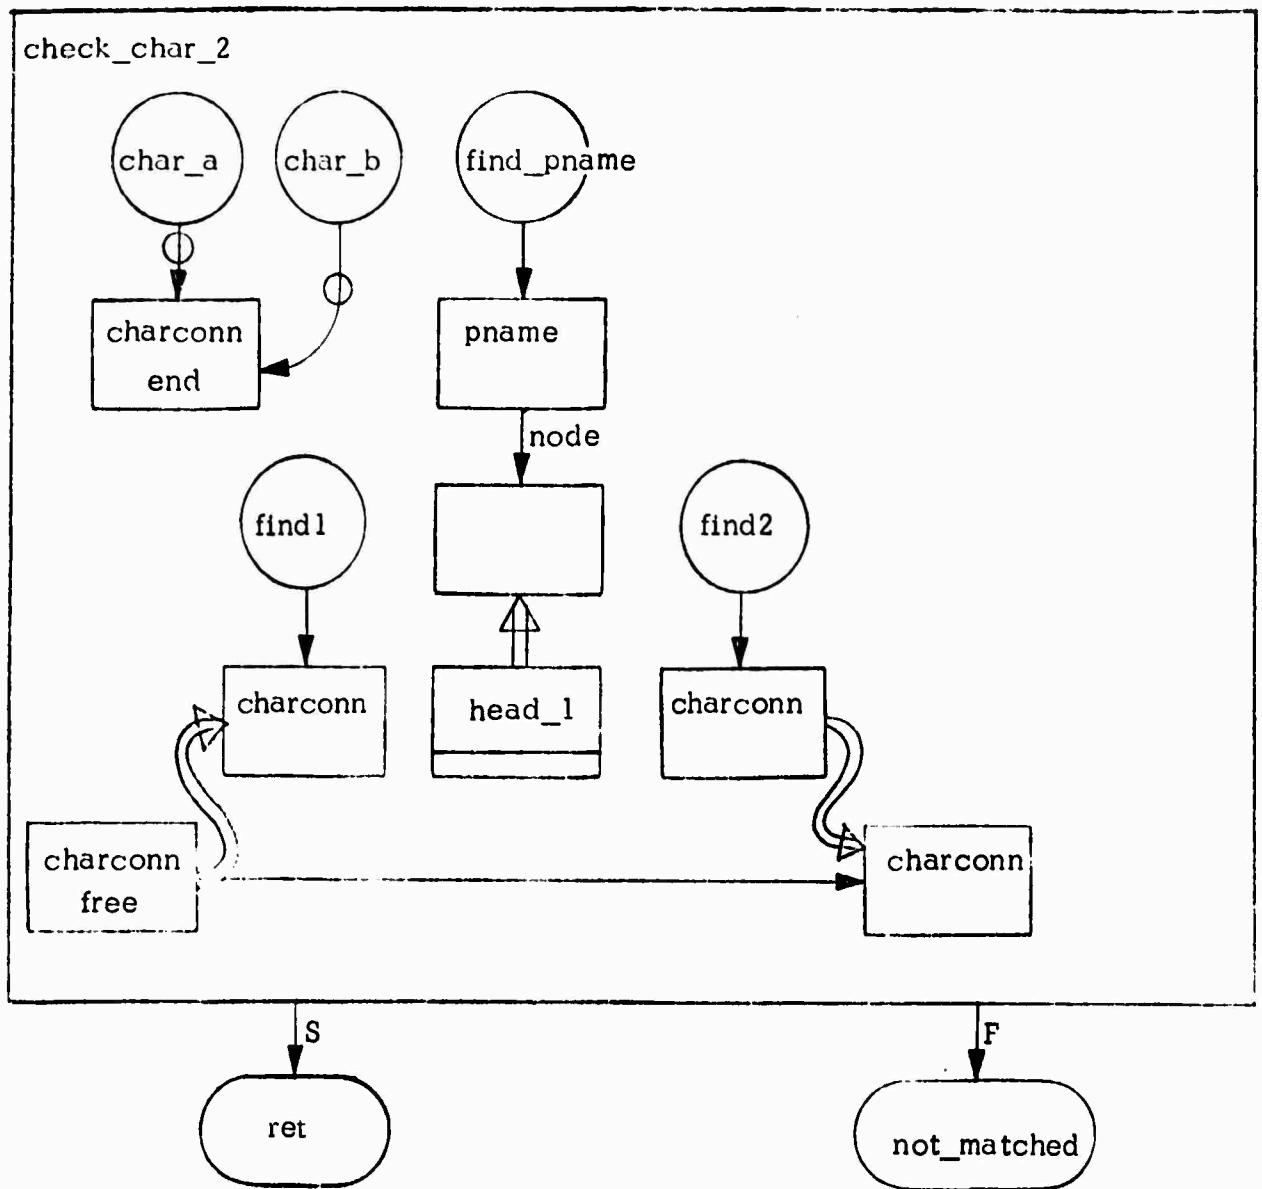 check_char_2
char_a
char_b
find_pname
charconn
end
pname
node
find1
find2
charconn
head_1
charconn
charconn
free
charconn
S
F
ret
not_matched